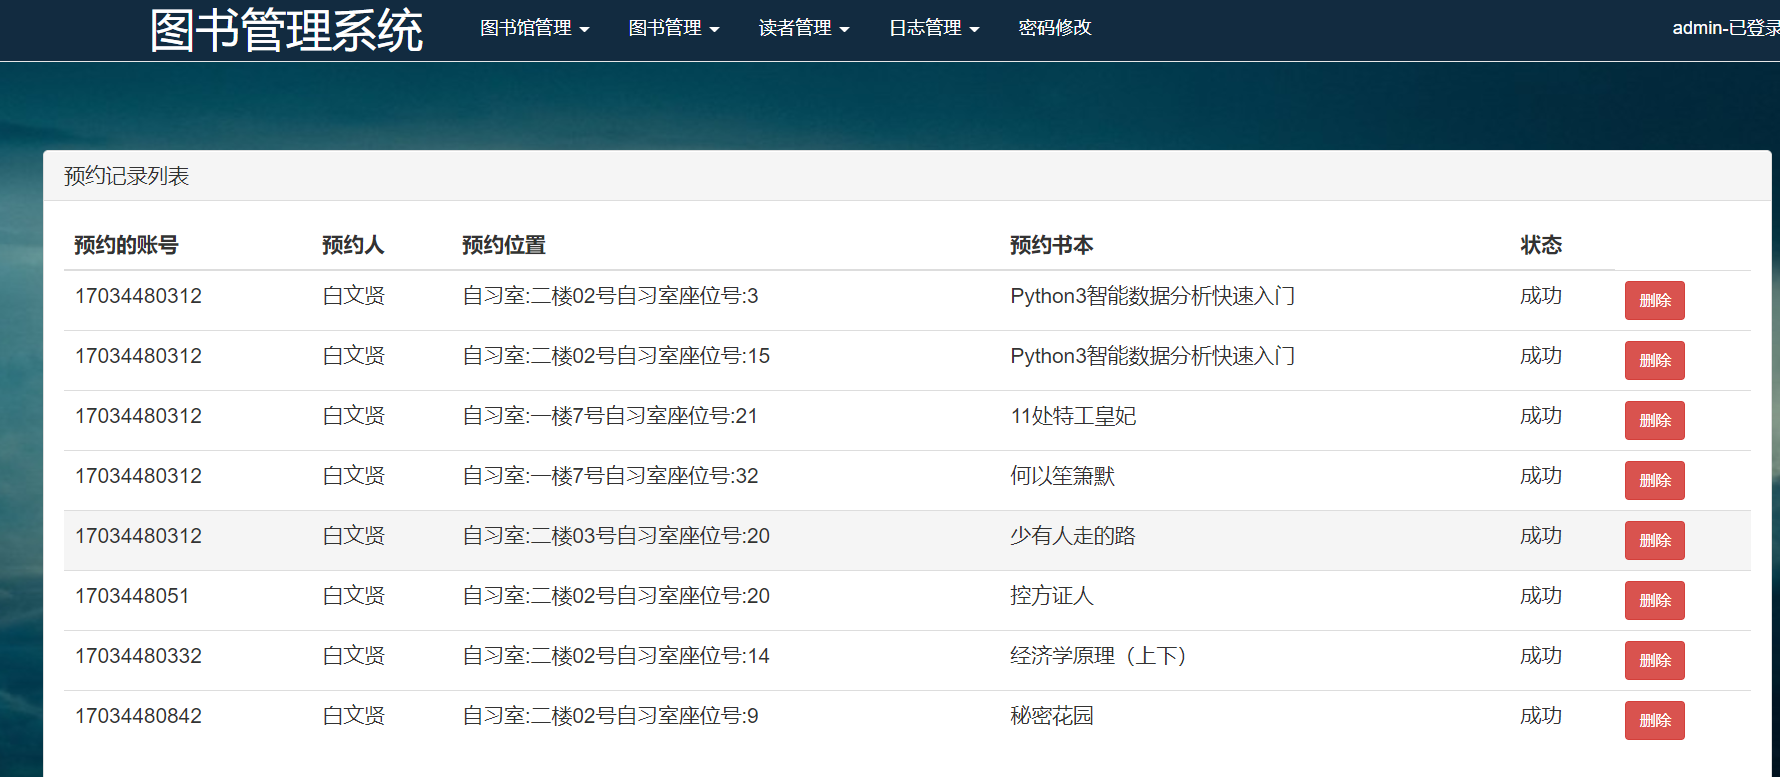 图书管理系统 图书馆管理 图书管理 读者管理 日志管理 密码修改 admin-已登录
预约记录列表
预约的账号 预约人 预约位置 预约书本 状态
17034480312 白文贤 自习室:二楼02号自习室座位号:3 Python3智能数据分析快速入门 成功 删除
17034480312 白文贤 自习室:二楼02号自习室座位号:15 Python3智能数据分析快速入门 成功 删除
17034480312 白文贤 自习室:一楼7号自习室座位号:21 11处特工皇妃 成功 删除
17034480312 白文贤 自习室:一楼7号自习室座位号:32 何以笙箫默 成功 删除
17034480312 白文贤 自习室:二楼03号自习室座位号:20 少有人走的路 成功 删除
1703448051 白文贤 自习室:二楼02号自习室座位号:20 控方证人 成功 删除
17034480332 白文贤 自习室:二楼02号自习室座位号:14 经济学原理（上下） 成功 删除
17034480842 白文贤 自习室:二楼02号自习室座位号:9 秘密花园 成功 删除